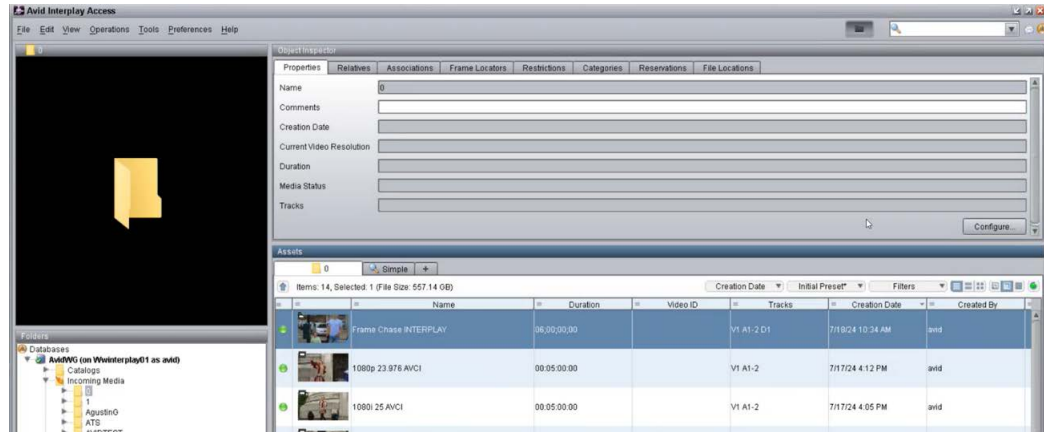 Avid Interplay Access
File Edit View Operations Tools Preferences Help
0
Object Inspector
Properties Relatives Associations Frame Locators Restrictions Categories Reservations File Locations
Name 0
Comments
Creation Date
Current Video Resolution
Duration
Media Status
Tracks
Configure...
Assets
0 Simple +
Items: 14, Selected: 1 (File Size: 557.14 GB) Creation Date Initial Preset* Filters
Name Duration Video ID Tracks Creation Date Created By
Frame Chase INTERPLAY 06;00;00;00 V1 A1-2 D1 7/19/24 10:34 AM avid
1080p 23.976 AVCI 00:05:00:00 V1 A1-2 7/17/24 4:12 PM avid
1080i 25 AVCI 00:05:00:00 V1 A1-2 7/17/24 4:05 PM avid
Folders
Databases
AvidWG (on Wwinterplay01 as avid)
Catalogs
Incoming Media
0
1
AgustinG
ATS